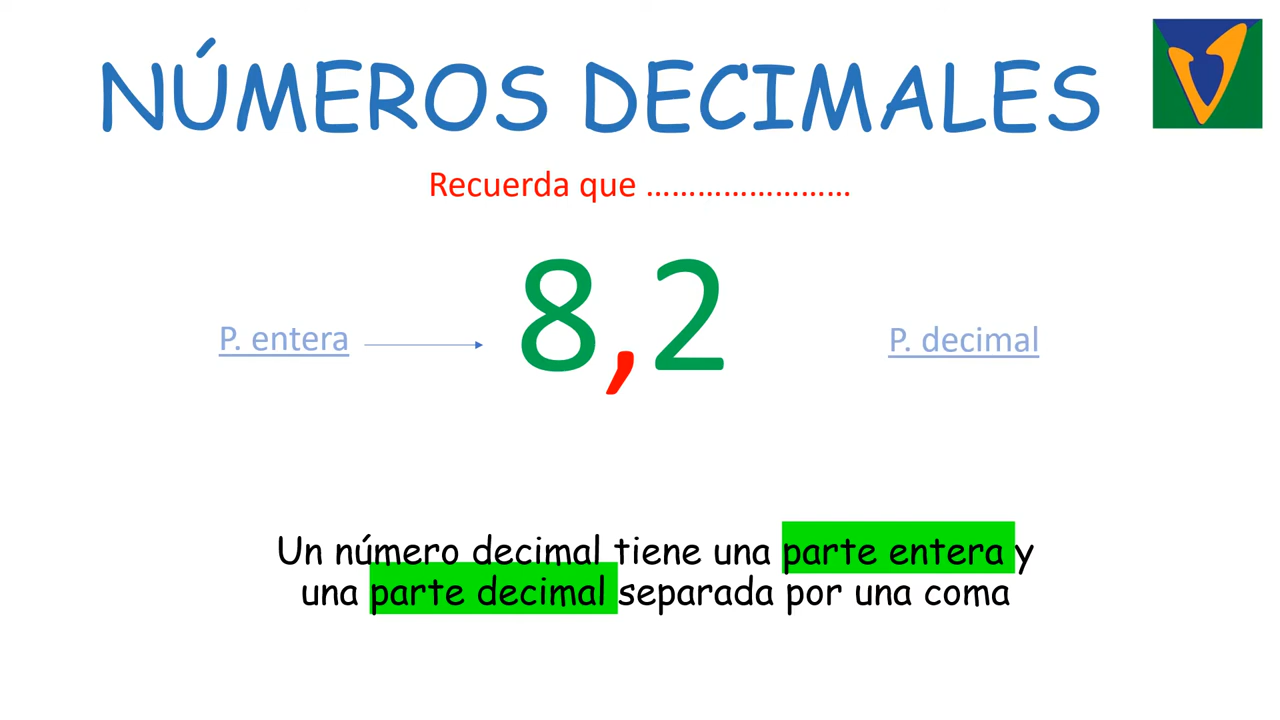 NÚMEROS DECIMALES
Recuerda que ……………………
P. entera
8,2
P. decimal
Un número decimal tiene una parte entera y
una parte decimal separada por una coma